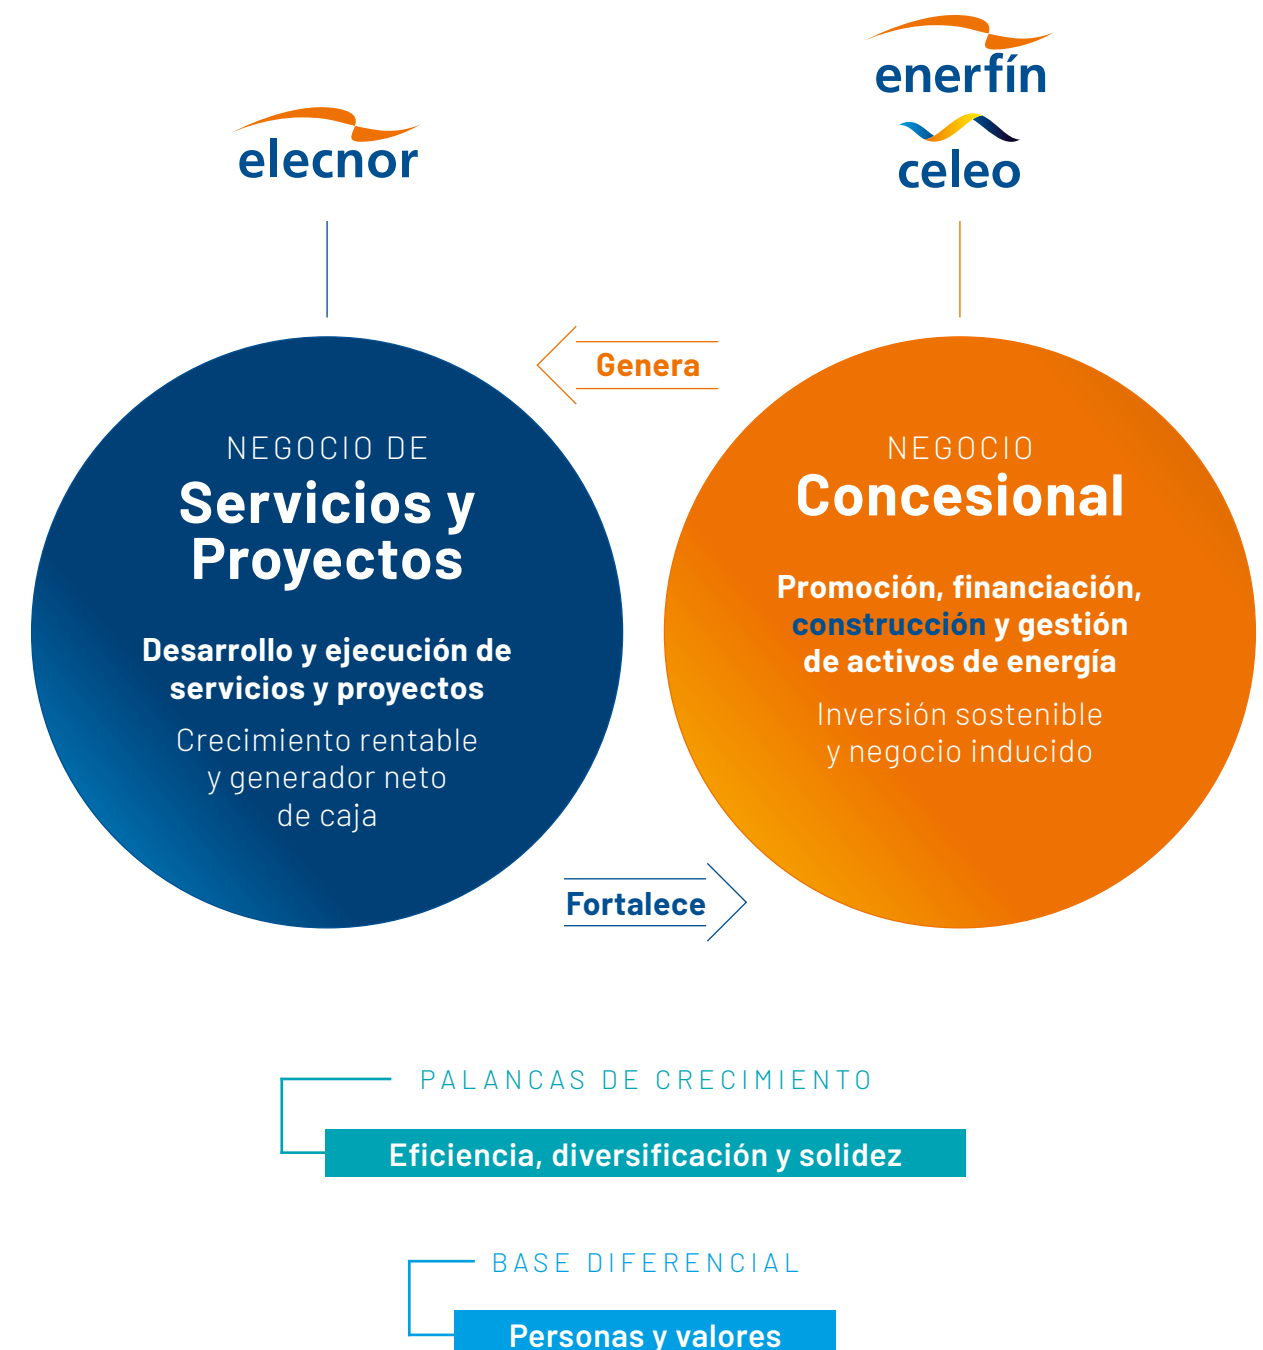 elecnor
enerfín
celeo
Genera
NEGOCIO DE
Servicios y
Proyectos
Desarrollo y ejecución de
servicios y proyectos
Crecimiento rentable
y generador neto
de caja
NEGOCIO
Concesional
Promoción, financiación,
construcción y gestión
de activos de energía
Inversión sostenible
y negocio inducido
Fortalece
PALANCAS DE CRECIMIENTO
Eficiencia, diversificación y solidez
BASE DIFERENCIAL
Personas y valores